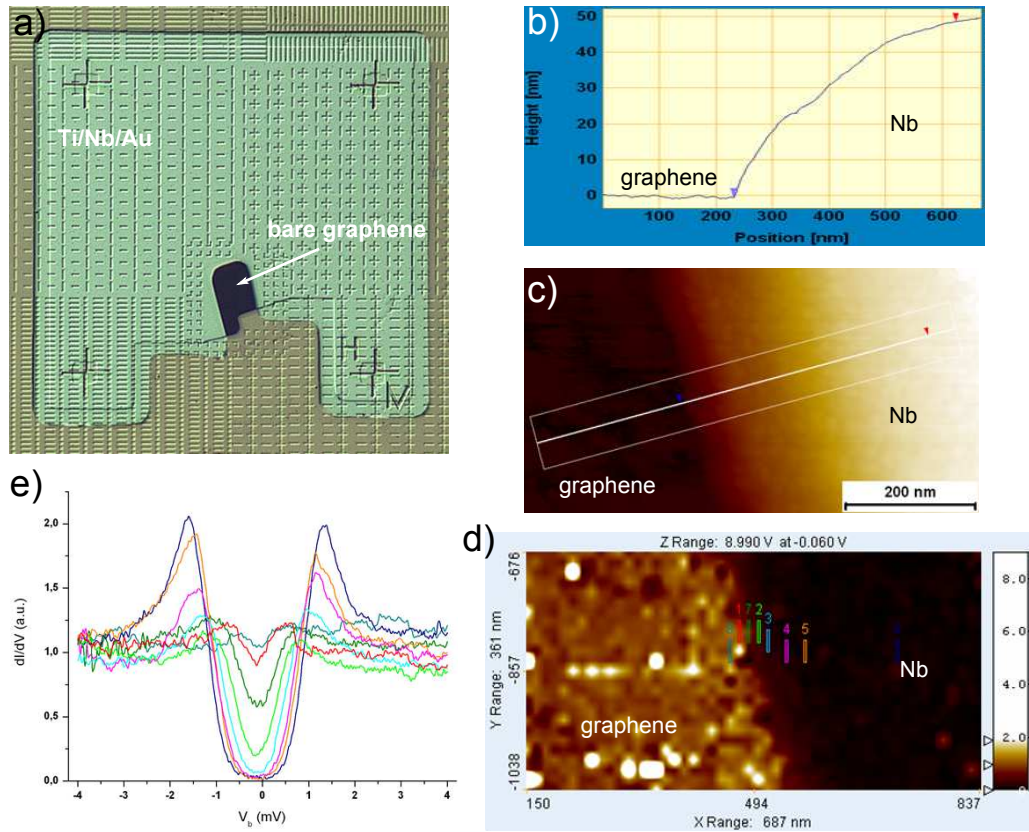 a)
Ti/Nb/Au
bare graphene
IV
b)
Height [nm]
50
40
30
20
10
0
graphene
Nb
100 200 300 400 500 600
Position [nm]
c)
graphene
Nb
200 nm
e)
dI/dV (a.u.)
2,0
1,5
1,0
0,5
0,0
-4 -3 -2 -1 0 1 2 3 4
V_b (mV)
d)
Z Range: 8.990 V at -0.060 V
Y Range: 361 nm
-676
-857
-1038
1 7 2
3
4 5
graphene
Nb
150 494 837
X Range: 687 nm
8.0
6.0
4.0
2.0
0